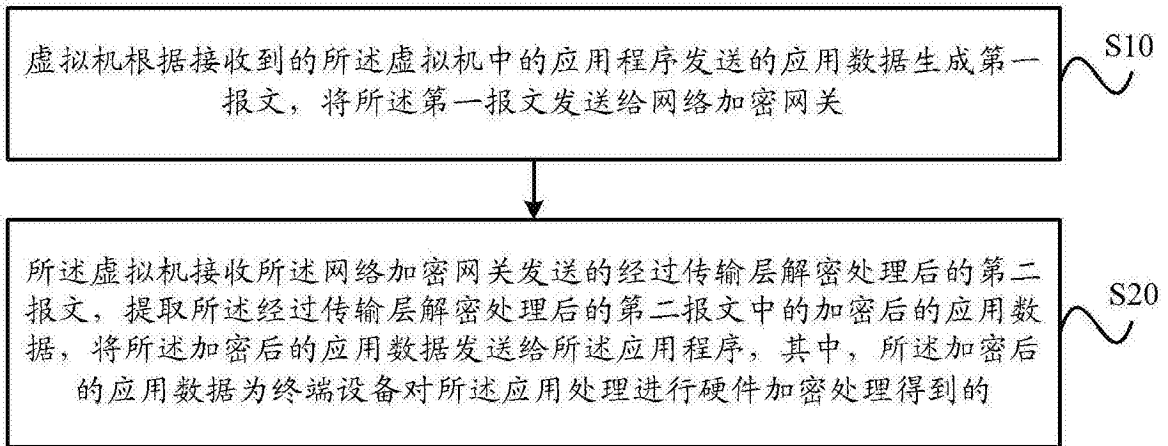 虚拟机根据接收到的所述虚拟机中的应用程序发送的应用数据生成第一
报文，将所述第一报文发送给网络加密网关
S10
所述虚拟机接收所述网络加密网关发送的经过传输层解密处理后的第二
报文，提取所述经过传输层解密处理后的第二报文中的加密后的应用数
据，将所述加密后的应用数据发送给所述应用程序，其中，所述加密后
的应用数据为终端设备对所述应用处理进行硬件加密处理得到的
S20